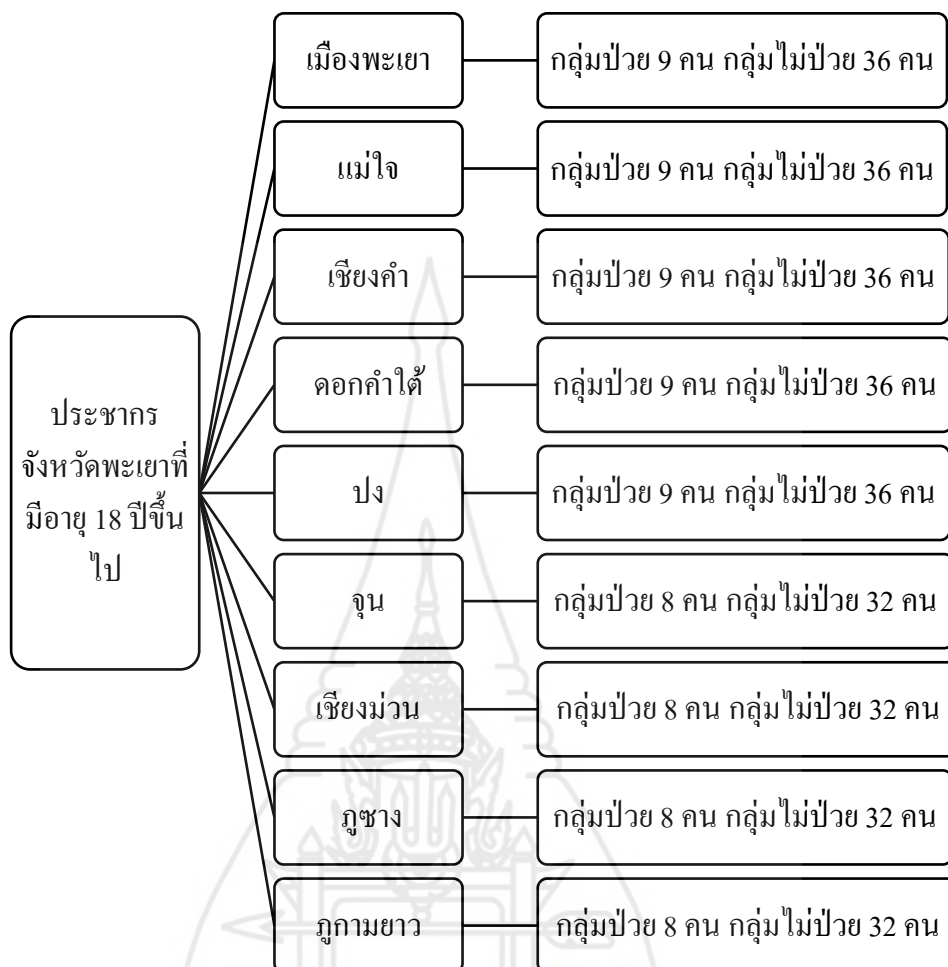 เมืองพะเยา
กลุ่มป่วย 9 คน กลุ่มไม่ป่วย 36 คน
แม่ใจ
กลุ่มป่วย 9 คน กลุ่มไม่ป่วย 36 คน
เชียงคำ
กลุ่มป่วย 9 คน กลุ่มไม่ป่วย 36 คน
ดอกคำใต้
กลุ่มป่วย 9 คน กลุ่มไม่ป่วย 36 คน
ประชากร
จังหวัดพะเยาที่
มีอายุ 18 ปีขึ้น
ไป
ปง
กลุ่มป่วย 9 คน กลุ่มไม่ป่วย 36 คน
จุน
กลุ่มป่วย 8 คน กลุ่มไม่ป่วย 32 คน
เชียงม่วน
กลุ่มป่วย 8 คน กลุ่มไม่ป่วย 32 คน
ภูซาง
กลุ่มป่วย 8 คน กลุ่มไม่ป่วย 32 คน
ภูกามยาว
กลุ่มป่วย 8 คน กลุ่มไม่ป่วย 32 คน